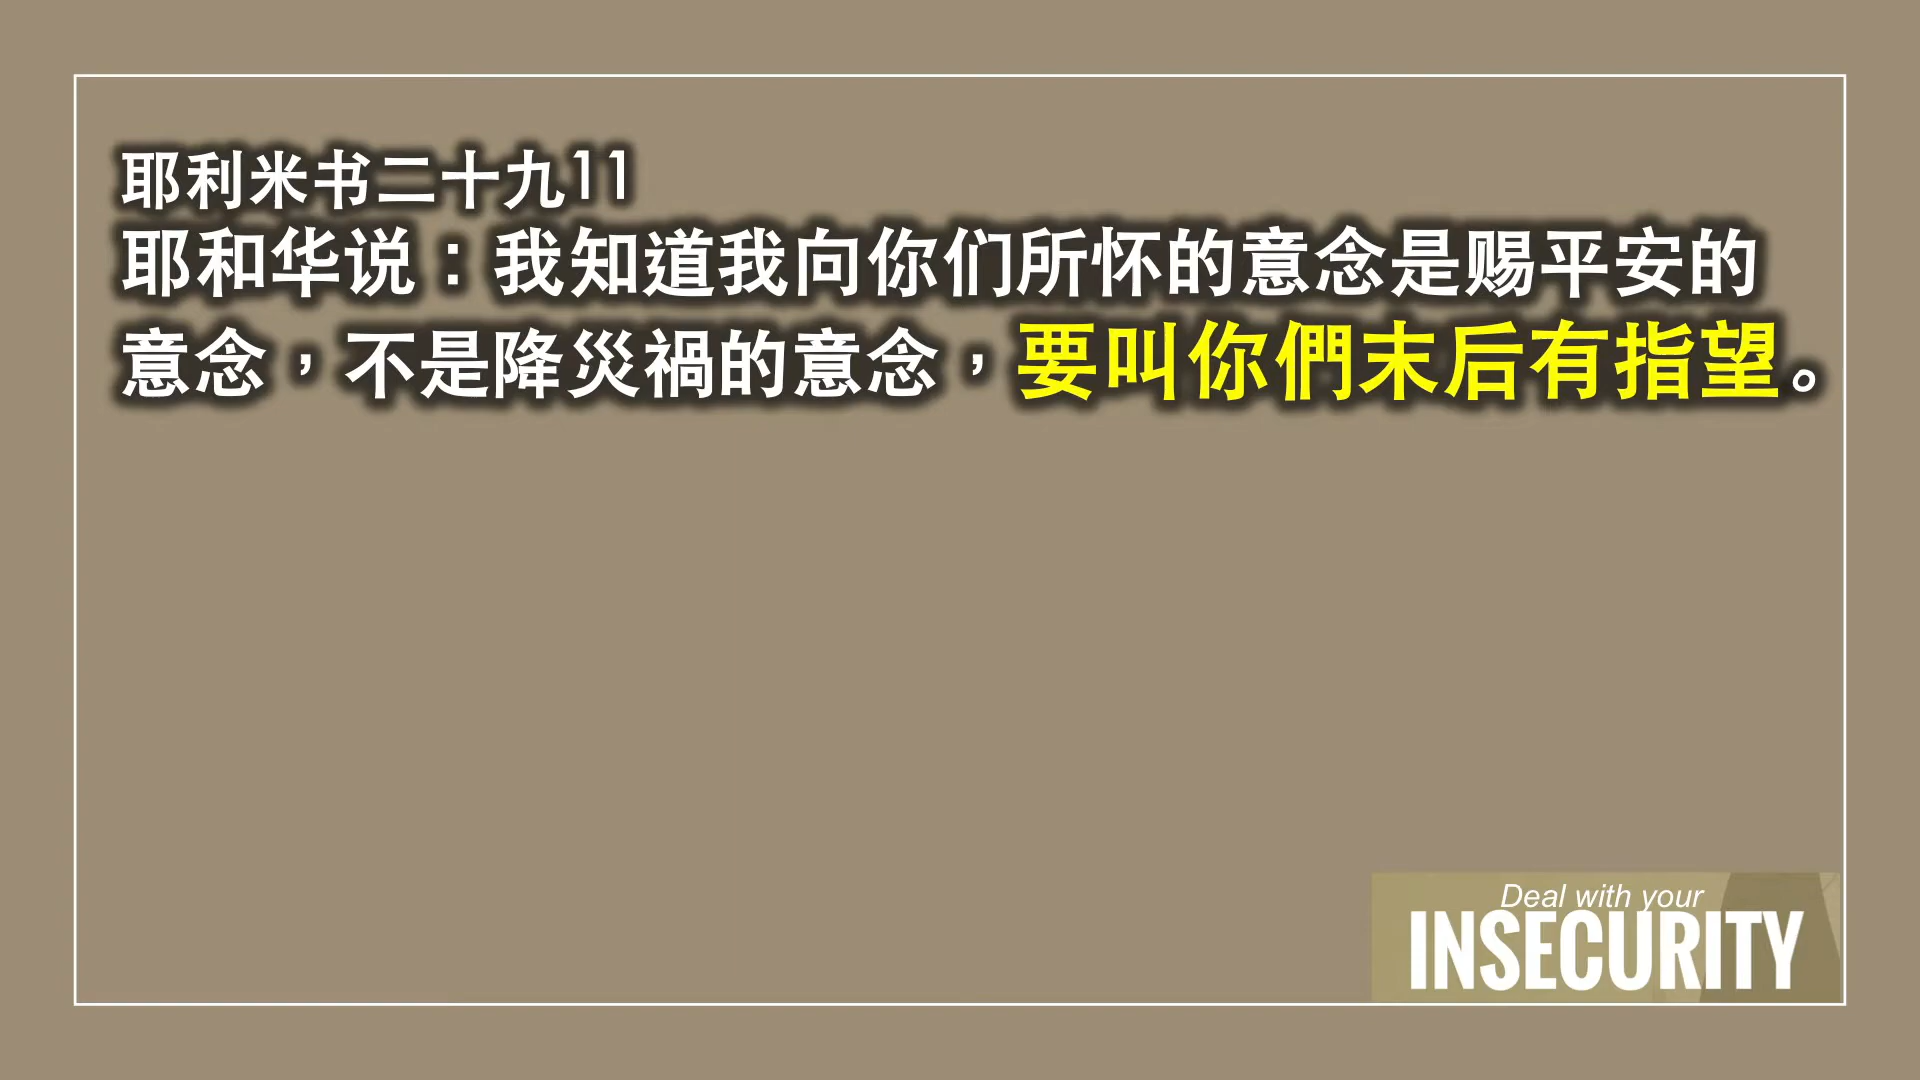 耶利米书二十九11
耶和华说：我知道我向你们所怀的意念是赐平安的
意念，不是降災禍的意念，要叫你們末后有指望。
Deal with your
INSECURITY